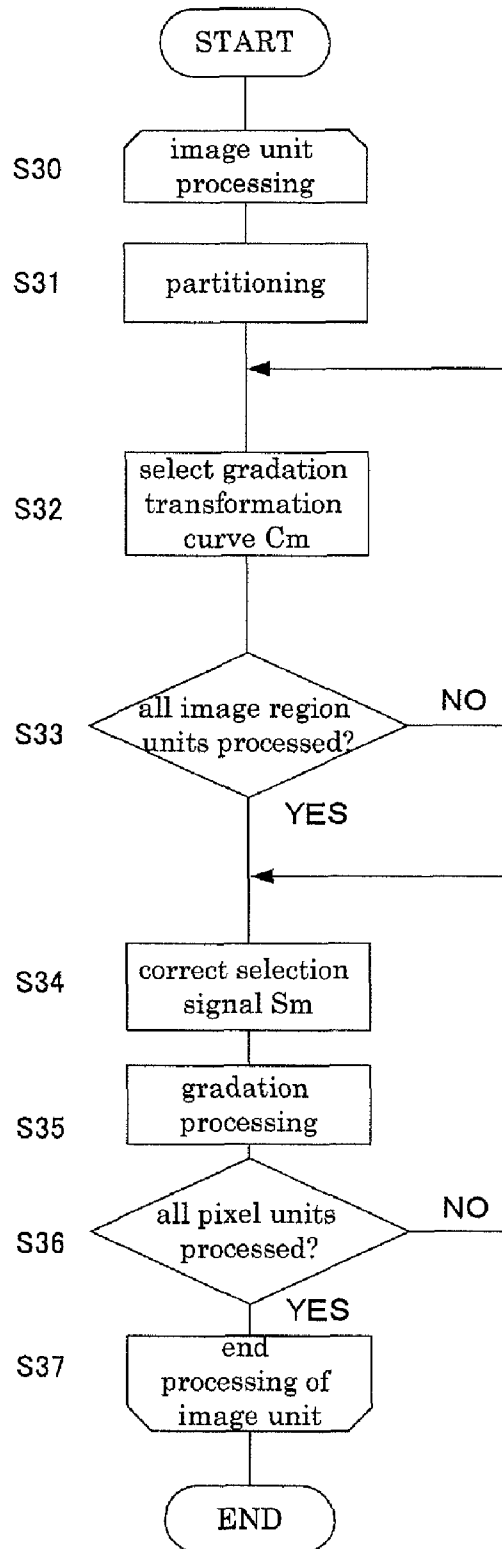 START
S30
image unit
processing
S31
partitioning
S32
select gradation
transformation
curve Cm
S33
all image region
units processed?
NO
YES
S34
correct selection
signal Sm
S35
gradation
processing
S36
all pixel units
processed?
NO
YES
S37
end
processing of
image unit
END